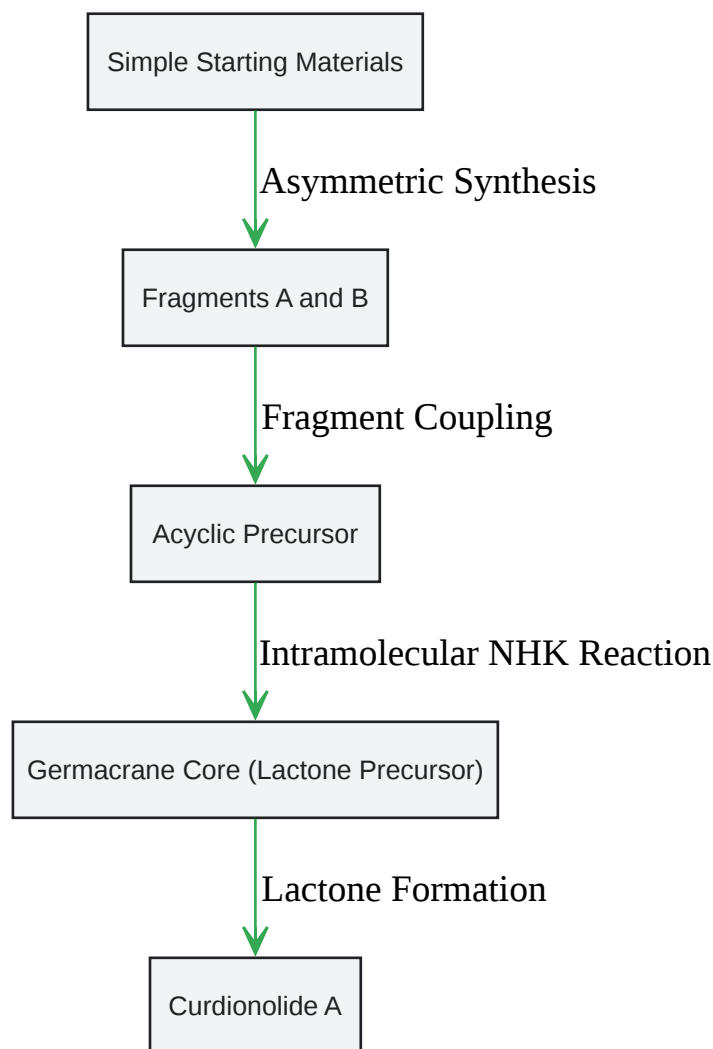 Simple Starting Materials
Asymmetric Synthesis
Fragments A and B
Fragment Coupling
Acyclic Precursor
Intramolecular NHK Reaction
Germacrane Core (Lactone Precursor)
Lactone Formation
Curdionolide A